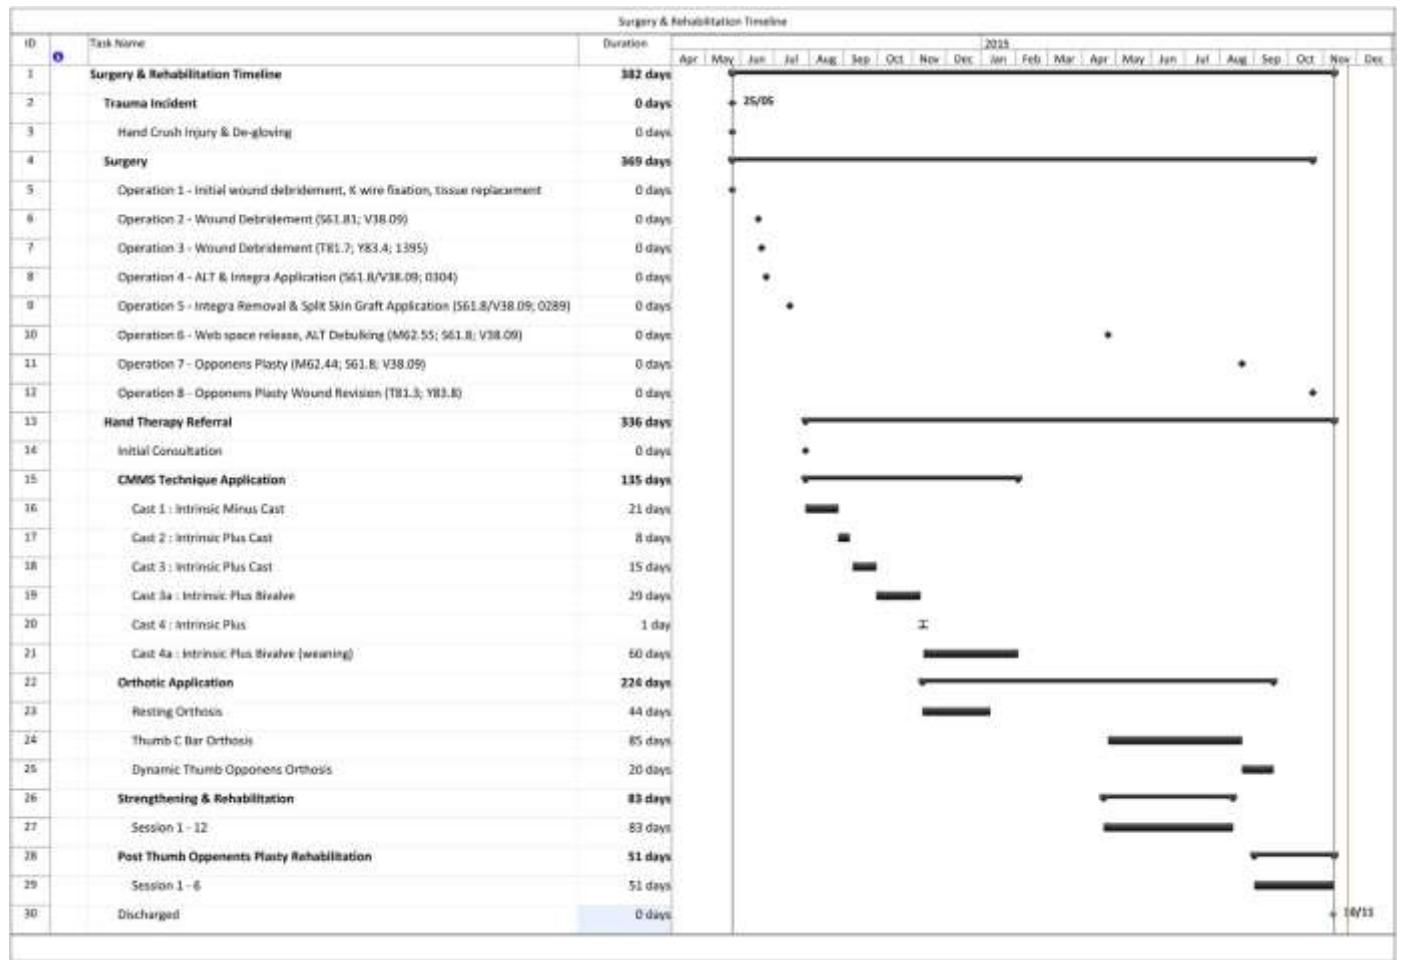 Surgery & Rehabilitation Timeline
ID Task Name Duration 2015
Apr May Jun Jul Aug Sep Oct Nov Dec Jan Feb Mar Apr May Jun Jul Aug Sep Oct Nov Dec
1 Surgery & Rehabilitation Timeline 382 days
2 Trauma Incident 0 days 25/05
3 Hand Crush Injury & De-gloving 0 days
4 Surgery 369 days
5 Operation 1 - Initial wound debridement, K wire fixation, tissue replacement 0 days
6 Operation 2 - Wound Debridement (S61.81; V38.09) 0 days
7 Operation 3 - Wound Debridement (T81.7; Y83.4; 1395) 0 days
8 Operation 4 - ALT & Integra Application (S61.8/V38.09; 0304) 0 days
9 Operation 5 - Integra Removal & Split Skin Graft Application (S61.8/V38.09; 0289) 0 days
10 Operation 6 - Web space release, ALT Debulking (M62.55; S61.8; V38.09) 0 days
11 Operation 7 - Opponens Plasty (M62.44; S61.8; V38.09) 0 days
12 Operation 8 - Opponens Plasty Wound Revision (T81.3; Y83.8) 0 days
13 Hand Therapy Referral 336 days
14 Initial Consultation 0 days
15 CMMS Technique Application 135 days
16 Cast 1 : Intrinsic Minus Cast 21 days
17 Cast 2 : Intrinsic Plus Cast 8 days
18 Cast 3 : Intrinsic Plus Cast 15 days
19 Cast 3a : Intrinsic Plus Bivalve 29 days
20 Cast 4 : Intrinsic Plus 1 day
21 Cast 4a : Intrinsic Plus Bivalve (weaning) 60 days
22 Orthotic Application 224 days
23 Resting Orthosis 44 days
24 Thumb C Bar Orthosis 85 days
25 Dynamic Thumb Opponens Orthosis 20 days
26 Strengthening & Rehabilitation 83 days
27 Session 1 - 12 83 days
28 Post Thumb Oppenents Plasty Rehabilitation 51 days
29 Session 1 - 6 51 days
30 Discharged 0 days 10/11